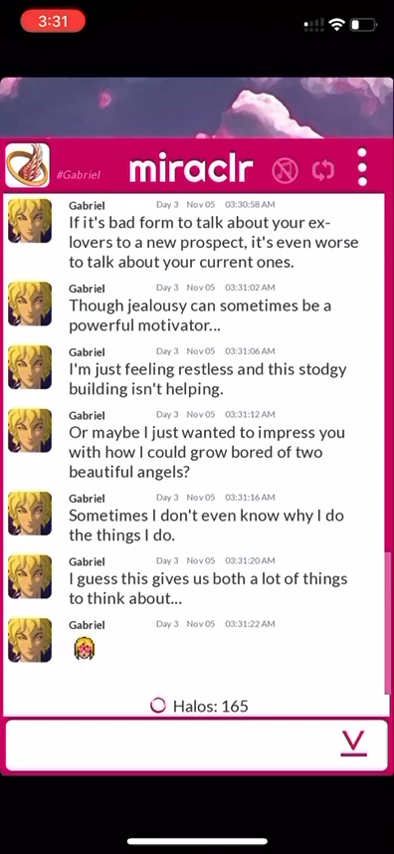 3:31
#Gabriel
miraclr
Gabriel Day 3 Nov 05 03:30:58 AM
If it's bad form to talk about your ex-
lovers to a new prospect, it's even worse
to talk about your current ones.
Gabriel Day 3 Nov 05 03:31:02 AM
Though jealousy can sometimes be a
powerful motivator...
Gabriel Day 3 Nov 05 03:31:06 AM
I'm just feeling restless and this stodgy
building isn't helping.
Gabriel Day 3 Nov 05 03:31:12 AM
Or maybe I just wanted to impress you
with how I could grow bored of two
beautiful angels?
Gabriel Day 3 Nov 05 03:31:16 AM
Sometimes I don't even know why I do
the things I do.
Gabriel Day 3 Nov 05 03:31:20 AM
I guess this gives us both a lot of things
to think about...
Gabriel Day 3 Nov 05 03:31:22 AM
Halos: 165